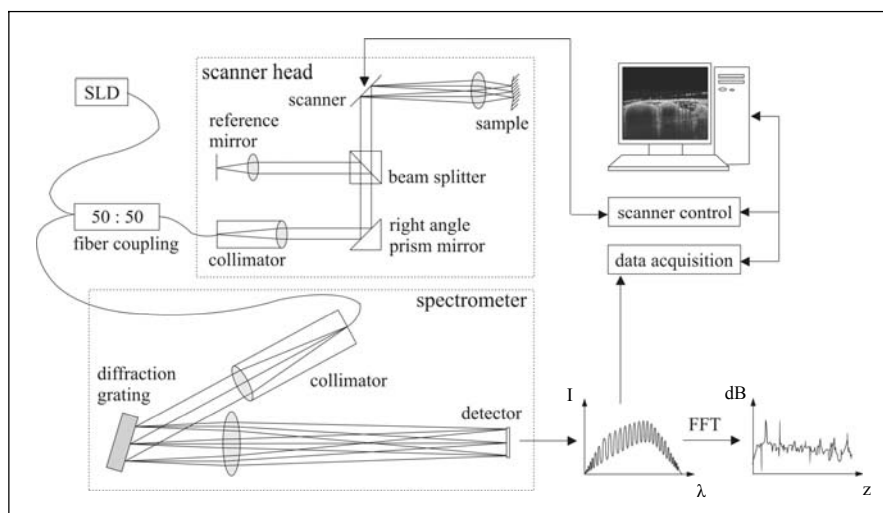 scanner head
SLD
scanner
sample
reference
mirror
beam splitter
50 : 50
fiber coupling
collimator
right angle
prism mirror
scanner control
data acquisition
spectrometer
collimator
diffraction
grating
detector
I
λ
FFT
dB
z